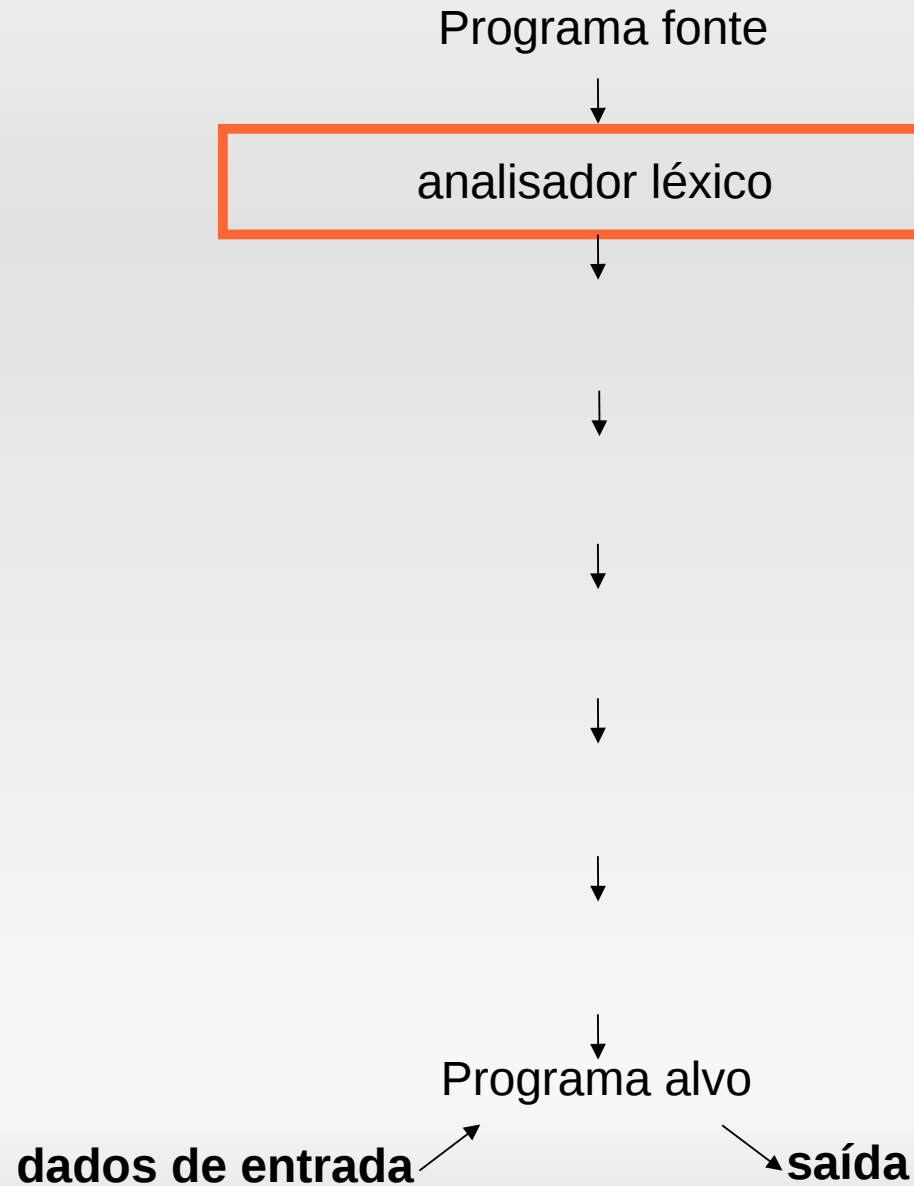 Programa fonte
analisador léxico
Programa alvo
dados de entrada
saída